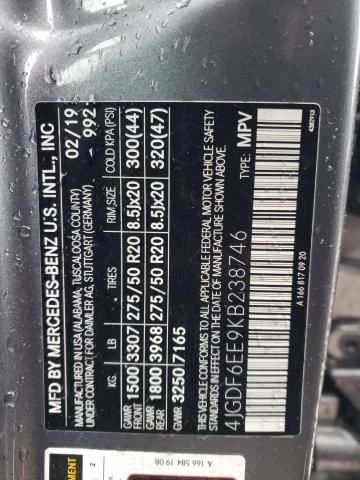 MFD BY MERCEDES-BENZ U.S. INTL., INC
MANUFACTURED IN USA (ALABAMA, TUSCALOOSA COUNTY) 02/19
UNDER CONTRACT FOR DAIMLER AG, STUTTGART (GERMANY) 992
KG LB TIRES RIM, SIZE COLD KPA (PSI)
GAWR FRONT 1500 3307 275/50 R20 8.5Jx20 300(44)
GAWR REAR 1800 3968 275/50 R20 8.5Jx20 320(47)
GVWR 3250/7165
THIS VEHICLE CONFORMS TO ALL APPLICABLE FEDERAL MOTOR VEHICLE SAFETY
STANDARDS IN EFFECT ON THE DATE OF MANUFACTURE SHOWN ABOVE
4JGDF6EE9KB238746 TYPE: MPV
A 166 817 09 20
A 166 584 19 08
2